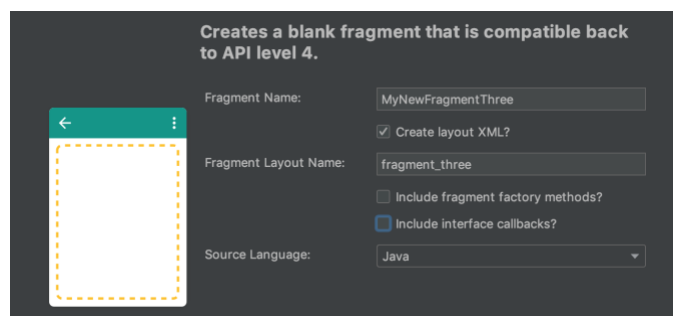 Creates a blank fragment that is compatible back
to API level 4.
Fragment Name:
MyNewFragmentThree
Create layout XML?
Fragment Layout Name:
fragment_three
Include fragment factory methods?
Include interface callbacks?
Source Language:
Java